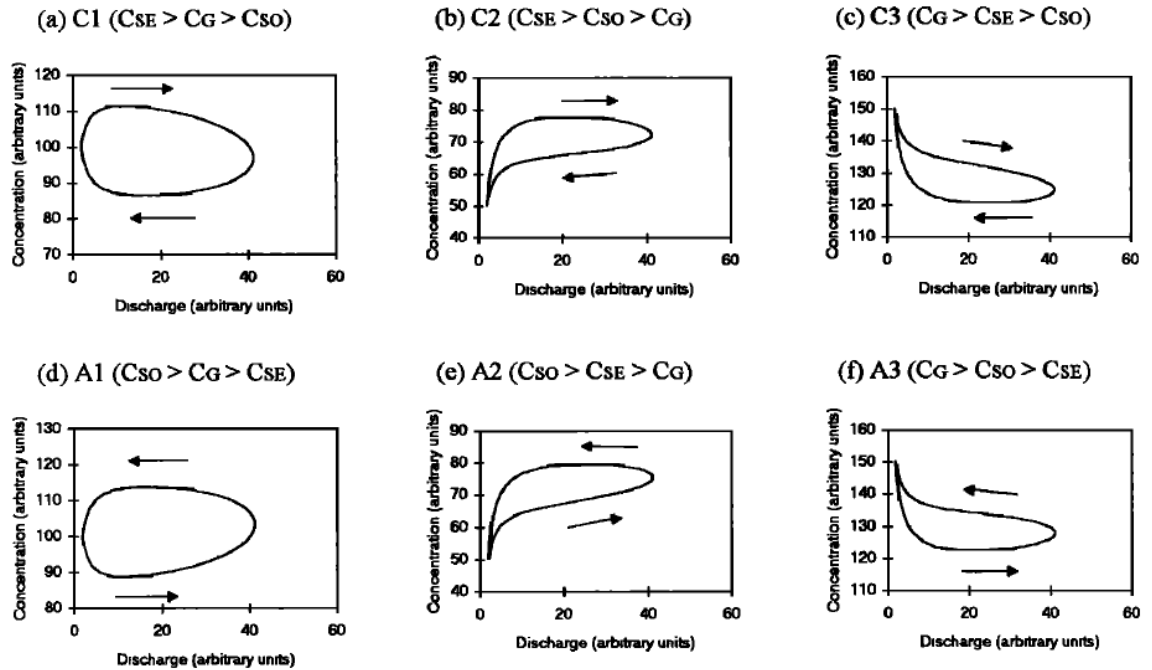 (a) C1 (CSE > CG > CSO)
(b) C2 (CSE > CSO > CG)
(c) C3 (CG > CSE > CSO)
Concentration (arbitrary units)
120
110
100
90
80
70
0 20 40 60
Discharge (arbitrary units)
Concentration (arbitrary units)
90
80
70
60
50
40
0 20 40 60
Discharge (arbitrary units)
Concentration (arbitrary units)
160
150
140
130
120
110
0 20 40 60
Discharge (arbitrary units)
(d) A1 (CSO > CG > CSE)
(e) A2 (CSO > CSE > CG)
(f) A3 (CG > CSO > CSE)
Concentration (arbitrary units)
130
120
110
100
90
80
0 20 40 60
Discharge (arbitrary units)
Concentration (arbitrary units)
90
80
70
60
50
40
0 20 40 60
Discharge (arbitrary units)
Concentration (arbitrary units)
160
150
140
130
120
110
0 20 40 60
Discharge (arbitrary units)